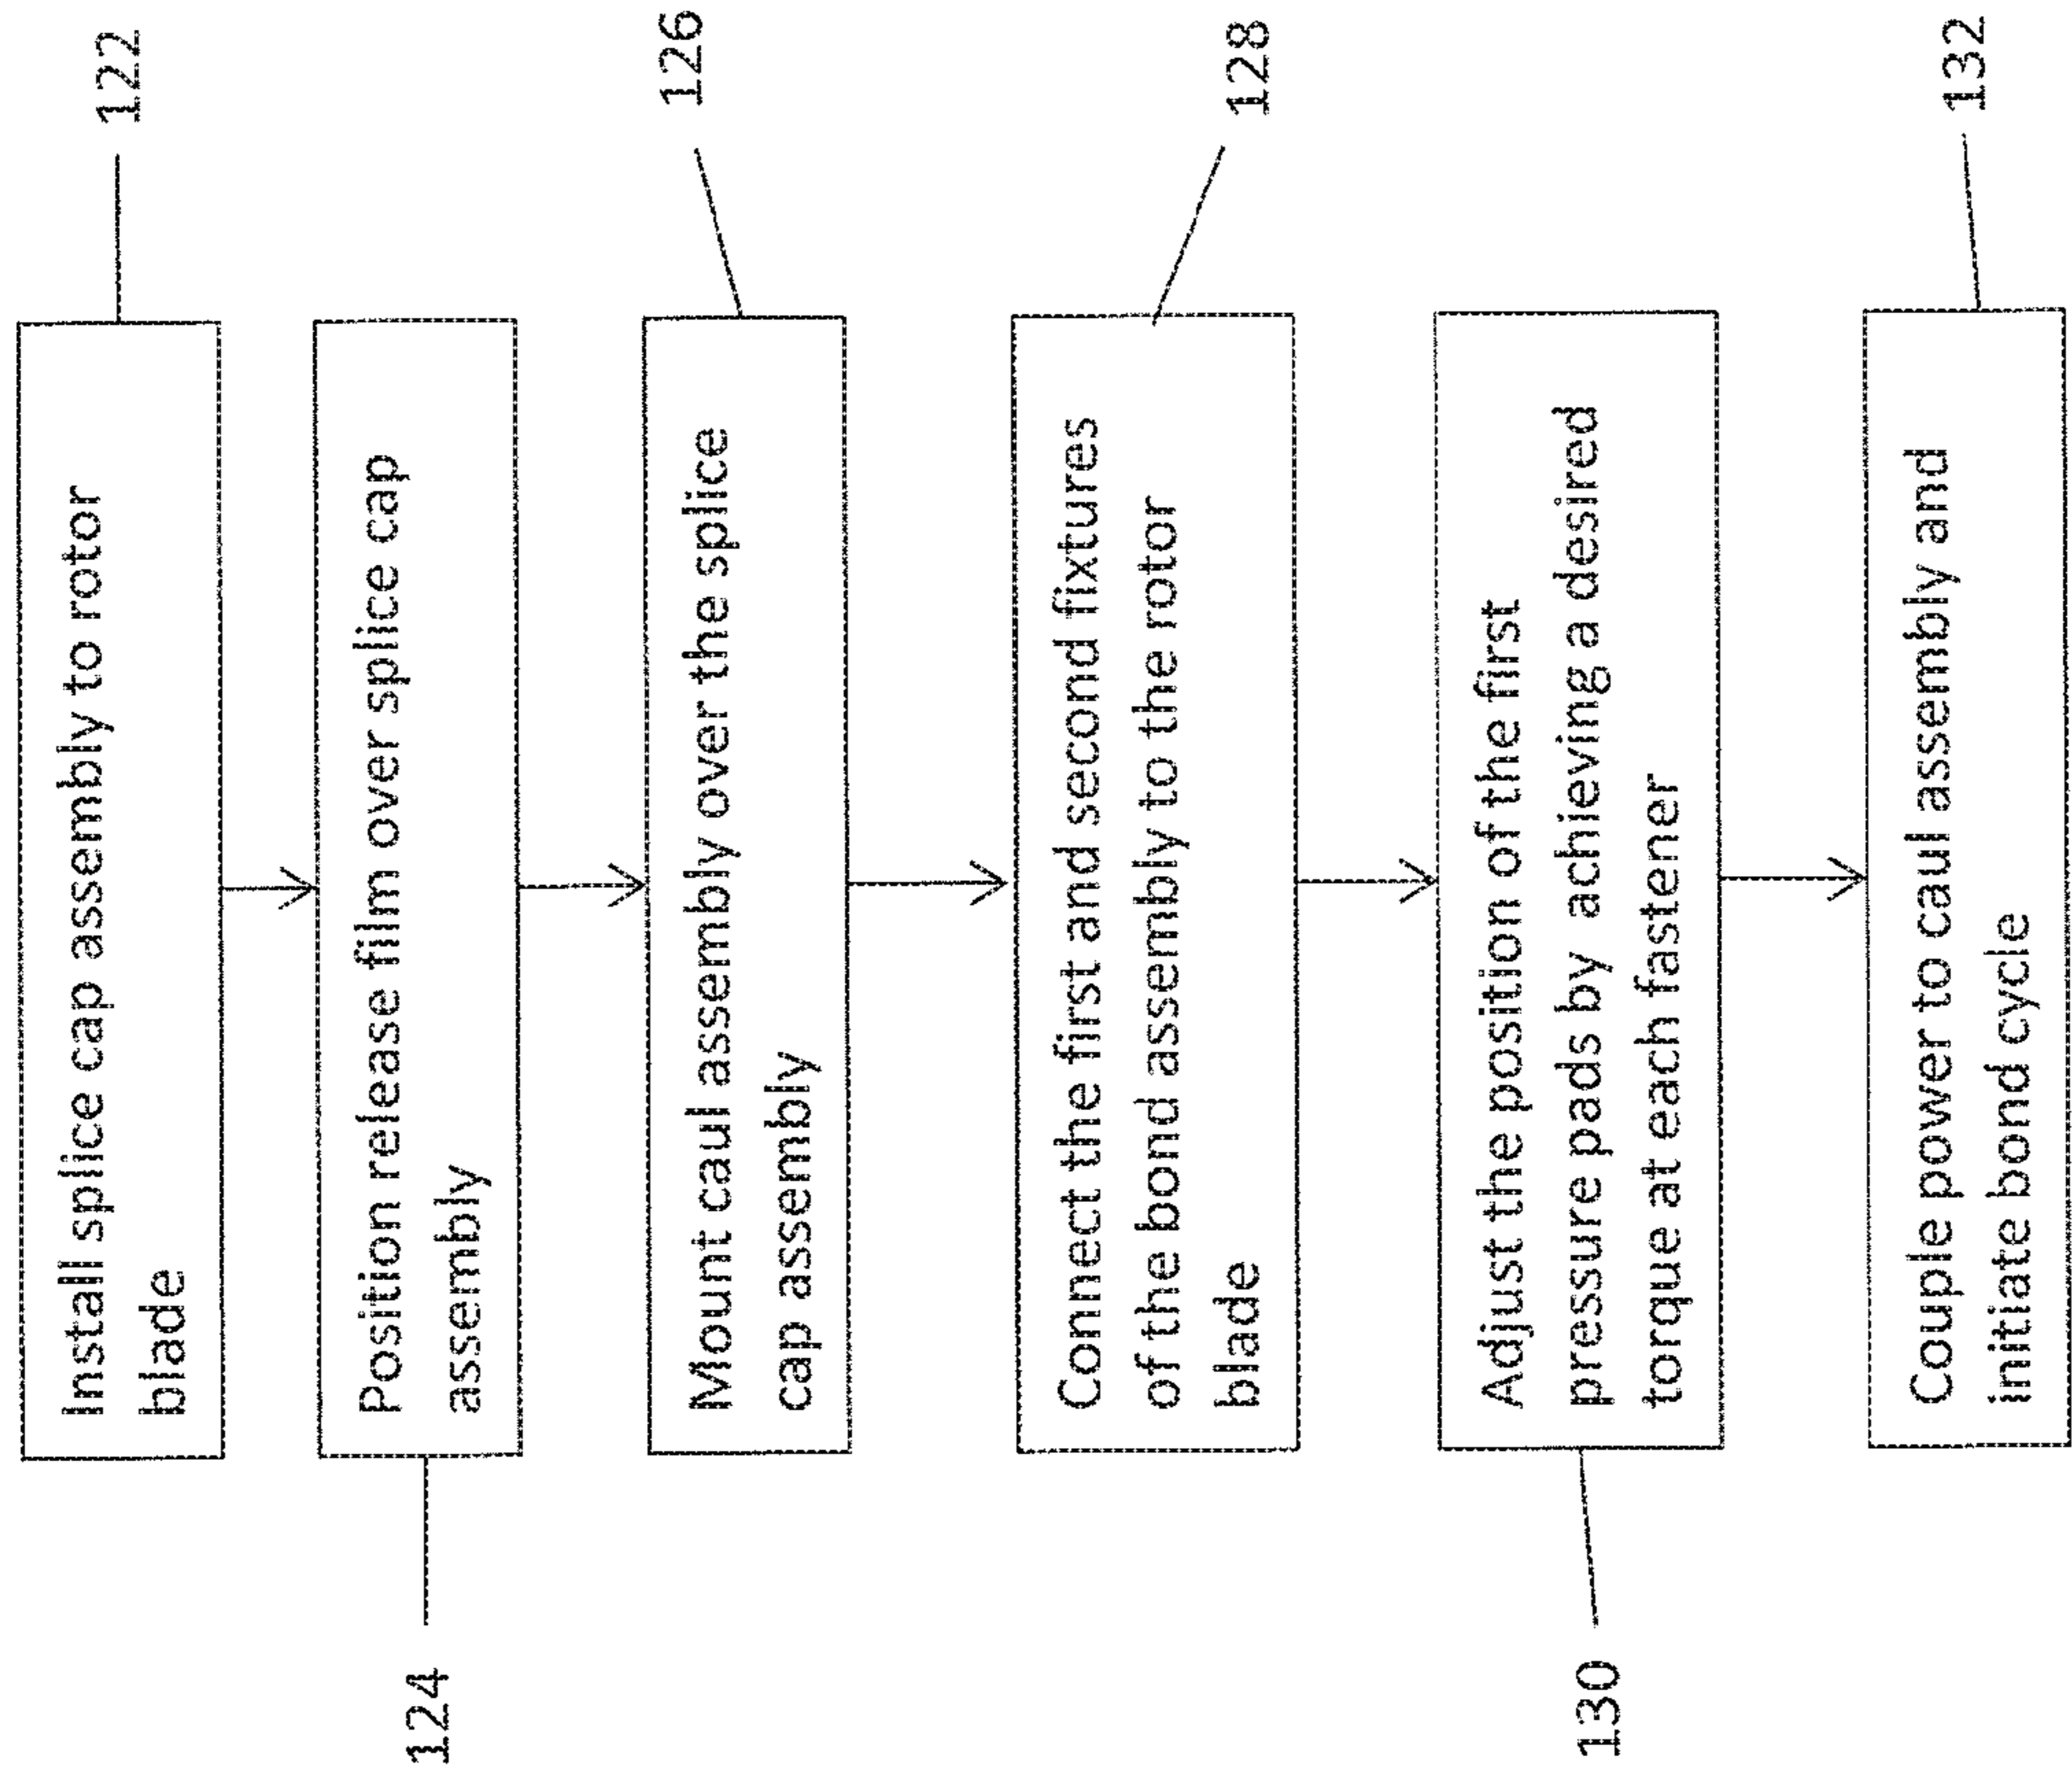 Install splice cap assembly to rotor
blade
122
Position release film over splice cap
assembly
124
Mount caul assembly over the splice
cap assembly
126
Connect the first and second fixtures
of the bond assembly to the rotor
blade
128
Adjust the position of the first
pressure pads by achieving a desired
torque at each fastener
130
Couple power to caul assembly and
initiate bond cycle
132